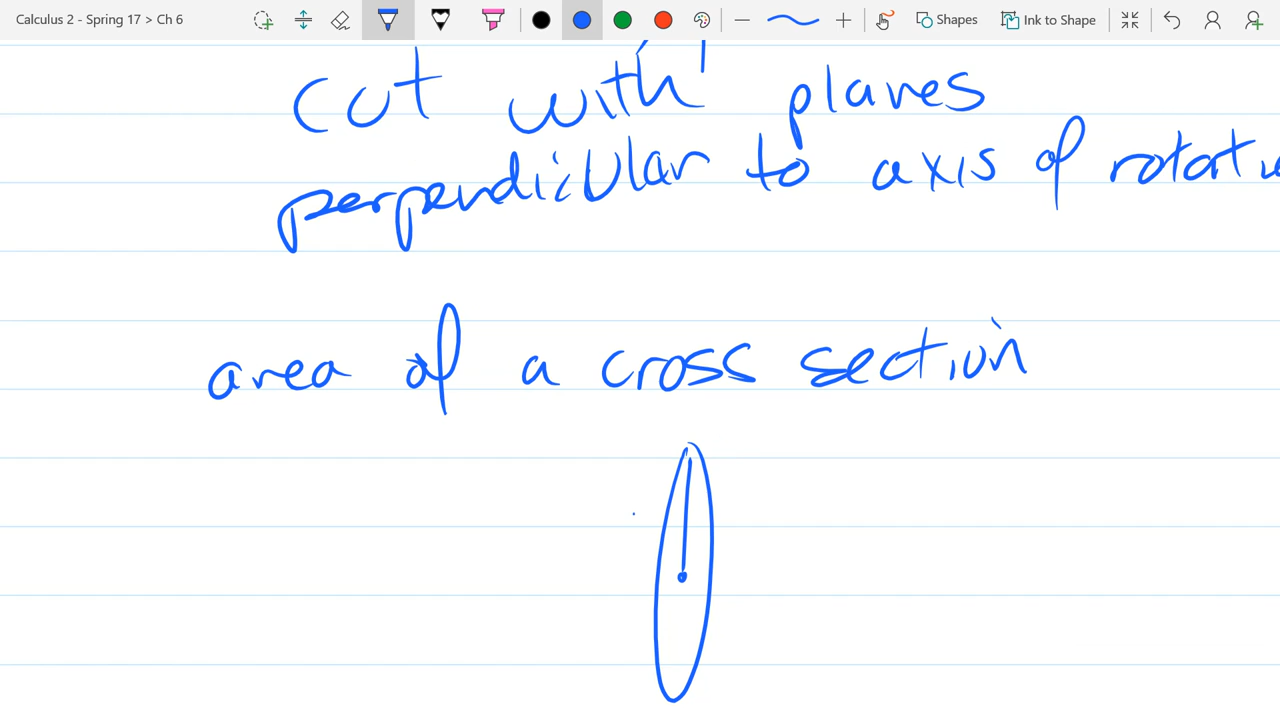 Calculus 2 - Spring 17 > Ch 6
Shapes
Ink to Shape
cut with planes
perpendicular to axis of
area of a cross section